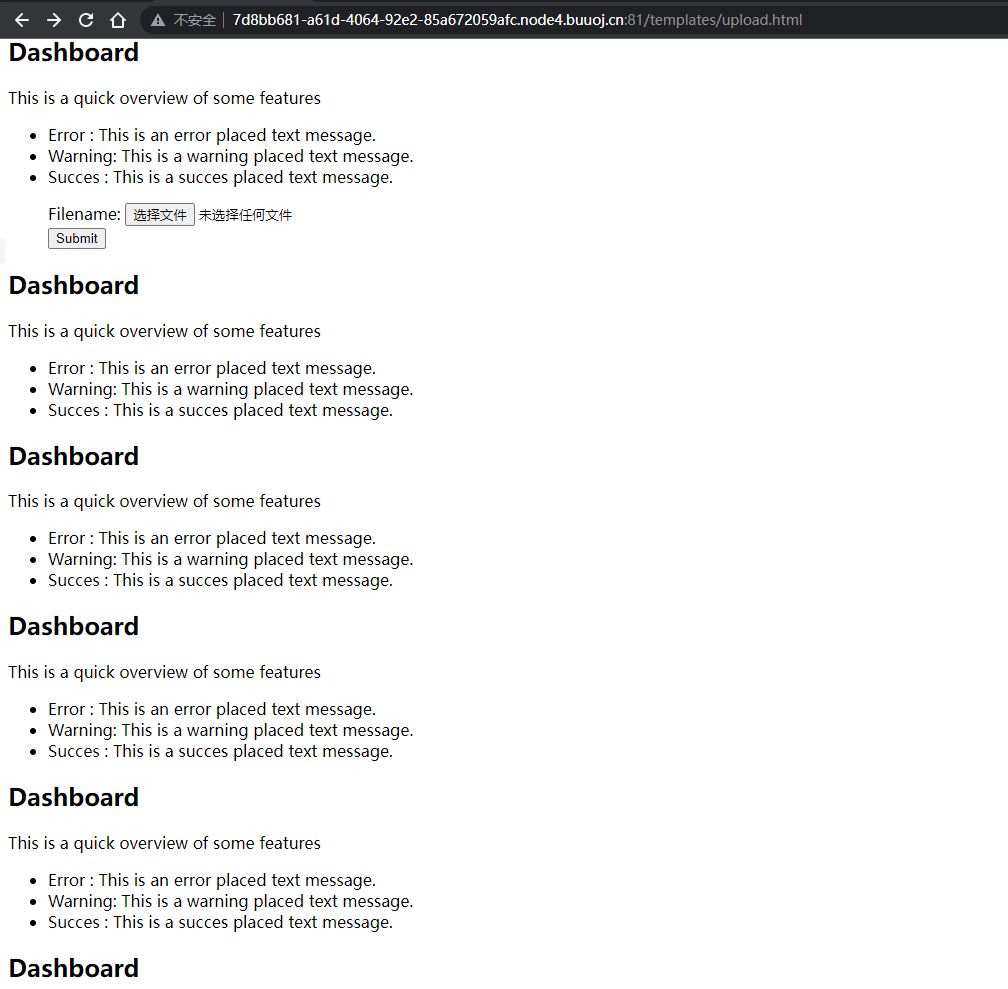 不安全 7d8bb681-a61d-4064-92e2-85a672059afc.node4.buuoj.cn:81/templates/upload.html
Dashboard
This is a quick overview of some features
Error : This is an error placed text message.
Warning: This is a warning placed text message.
Succes : This is a succes placed text message.
Filename: 选择文件 未选择任何文件
Submit
Dashboard
This is a quick overview of some features
Error : This is an error placed text message.
Warning: This is a warning placed text message.
Succes : This is a succes placed text message.
Dashboard
This is a quick overview of some features
Error : This is an error placed text message.
Warning: This is a warning placed text message.
Succes : This is a succes placed text message.
Dashboard
This is a quick overview of some features
Error : This is an error placed text message.
Warning: This is a warning placed text message.
Succes : This is a succes placed text message.
Dashboard
This is a quick overview of some features
Error : This is an error placed text message.
Warning: This is a warning placed text message.
Succes : This is a succes placed text message.
Dashboard